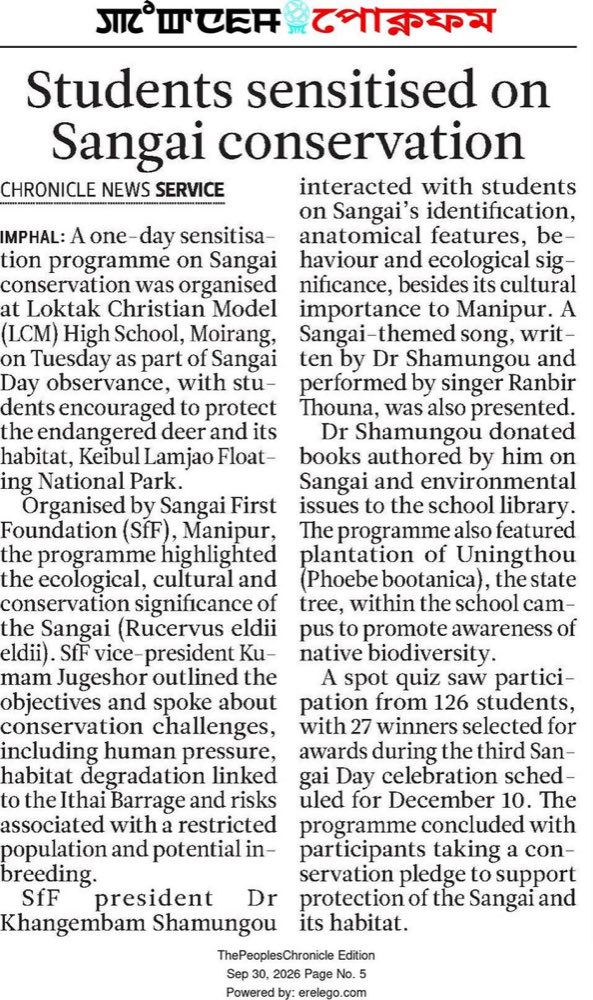 পোক্নফম
Students sensitised on
Sangai conservation
CHRONICLE NEWS SERVICE
IMPHAL: A one-day sensitisa-
tion programme on Sangai
conservation was organised
at Loktak Christian Model
(LCM) High School, Moirang,
on Tuesday as part of Sangai
Day observance, with stu-
dents encouraged to protect
the endangered deer and its
habitat, Keibul Lamjao Float-
ing National Park.
Organised by Sangai First
Foundation (SfF), Manipur,
the programme highlighted
the ecological, cultural and
conservation significance of
the Sangai (Rucervus eldii
eldii). SfF vice-president Ku-
mam Jugeshor outlined the
objectives and spoke about
conservation challenges,
including human pressure,
habitat degradation linked
to the Ithai Barrage and risks
associated with a restricted
population and potential in-
breeding.
SfF president Dr
Khangembam Shamungou
interacted with students
on Sangai's identification,
anatomical features, be-
haviour and ecological sig-
nificance, besides its cultural
importance to Manipur. A
Sangai-themed song, writ-
ten by Dr Shamungou and
performed by singer Ranbir
Thouna, was also presented.
Dr Shamungou donated
books authored by him on
Sangai and environmental
issues to the school library.
The programme also featured
plantation of Uningthou
(Phoebe bootanica), the state
tree, within the school cam-
pus to promote awareness of
native biodiversity.
A spot quiz saw partici-
pation from 126 students,
with 27 winners selected for
awards during the third San-
gai Day celebration sched-
uled for December 10. The
programme concluded with
participants taking a con-
servation pledge to support
protection of the Sangai and
its habitat.
ThePeoplesChronicle Edition
Sep 30, 2026 Page No. 5
Powered by: erelego.com